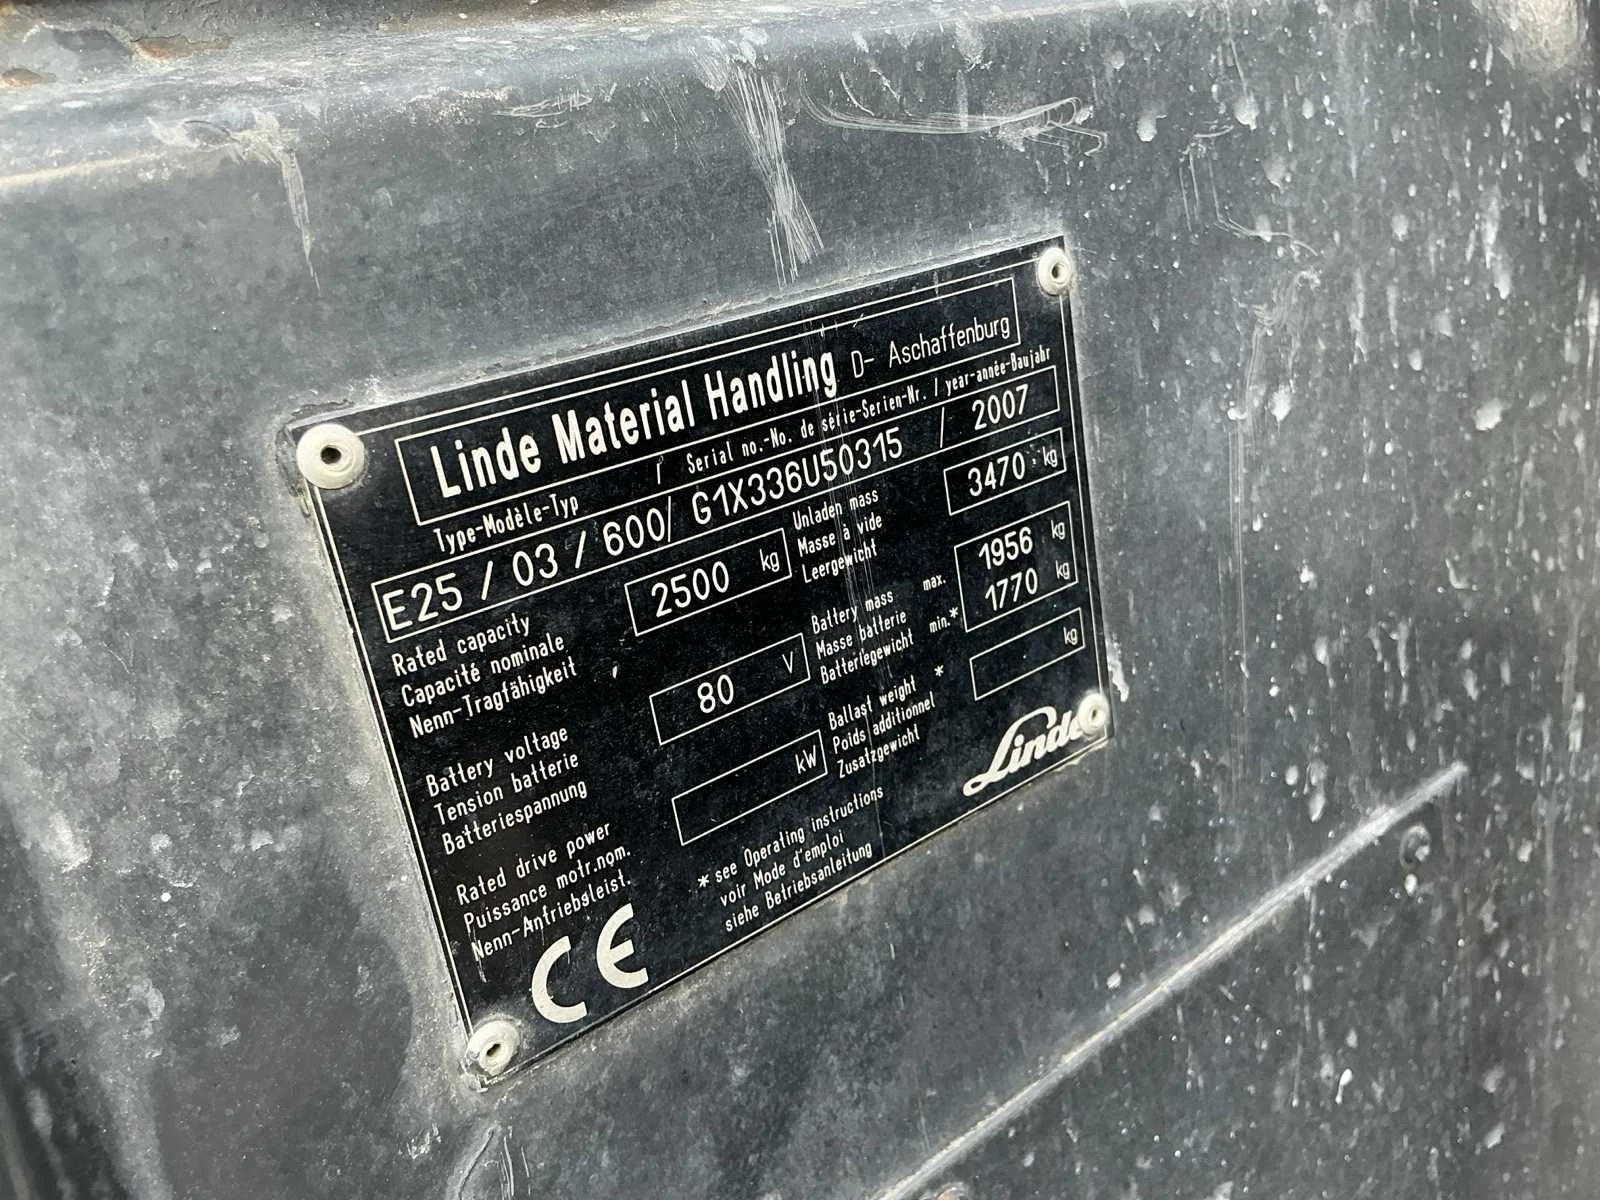 Linde Material Handling D- Aschaffenburg
Type-Modèle-Typ / Serial no.-No. de série-Serien-Nr. / year-année-Baujahr
E25 / 03 / 600/ G1X336U50315 / 2007
Rated capacity
Capacité nominale
Nenn-Tragfähigkeit
2500 kg
Unladen mass
Masse à vide
Leergewicht
3470 kg
Battery voltage
Tension batterie
Batteriespannung
80 V
Battery mass max.
Masse batterie
Batteriegewicht min.*
1956 kg
1770 kg
Rated drive power
Puissance motr.nom.
Nenn-Antriebsleist.
kW
Ballast weight *
Poids additionnel
Zusatzgewicht
kg
* see Operating instructions
voir Mode d'emploi
siehe Betriebsanleitung
CE
Linde